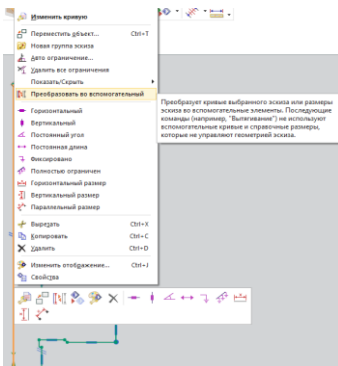 Изменить кривую
Переместить объект... Ctrl+T
Новая группа эскиза
Авто ограничение...
Удалить все ограничения
Показать/Скрыть
Преобразовать во вспомогательный
Преобразует кривые выбранного эскиза или размеры
эскиза во вспомогательные элементы. Последующие
команды (например, "Вытягивание") не используют
вспомогательные кривые и справочные размеры,
которые не управляют геометрией эскиза.
Горизонтальный
Вертикальный
Постоянный угол
Постоянная длина
Фиксировано
Полностью ограничен
Горизонтальный размер
Вертикальный размер
Параллельный размер
Вырезать Ctrl+X
Копировать Ctrl+C
Удалить Ctrl+D
Изменить отображение... Ctrl+J
Свойства